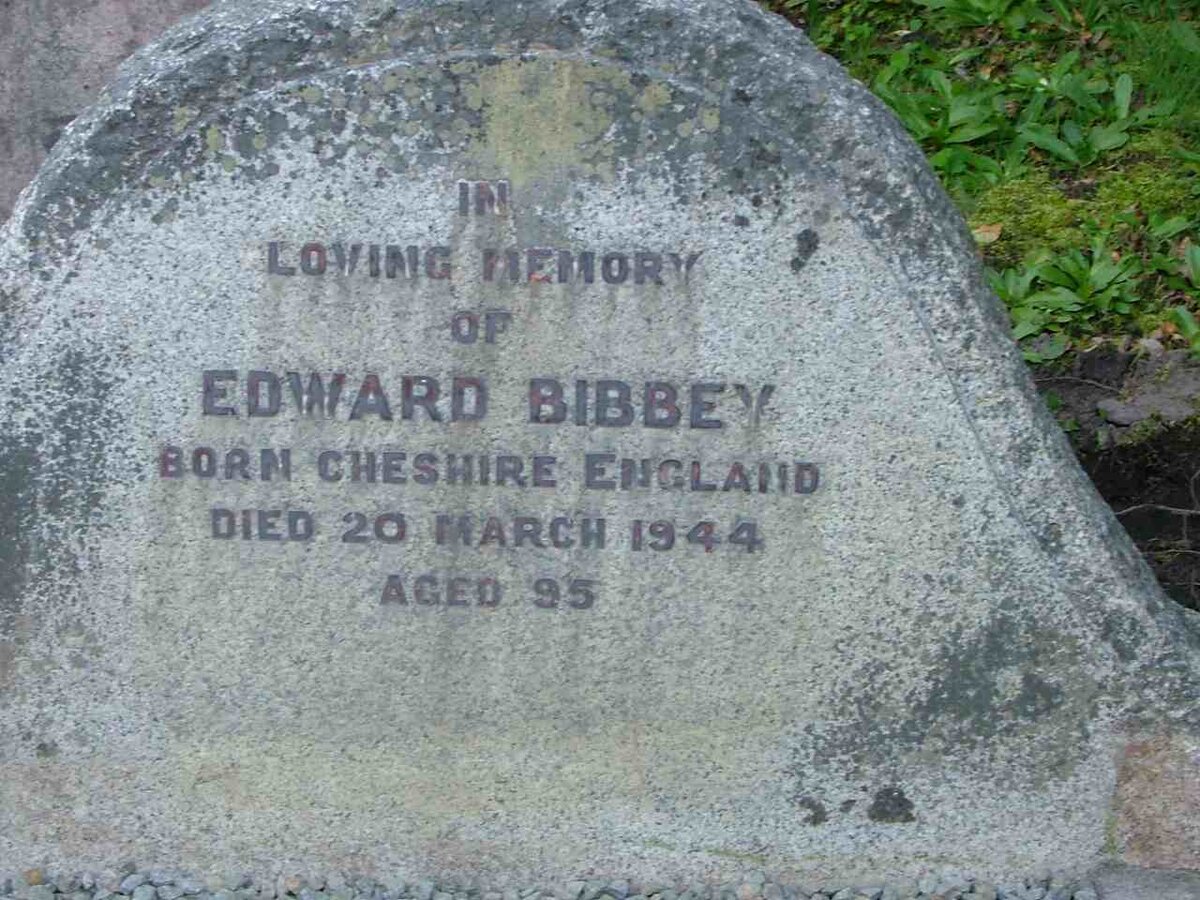 IN
LOVING MEMORY
OF
EDWARD BIBBEY
BORN CHESHIRE ENGLAND
DIED 20 MARCH 1944
AGED 95